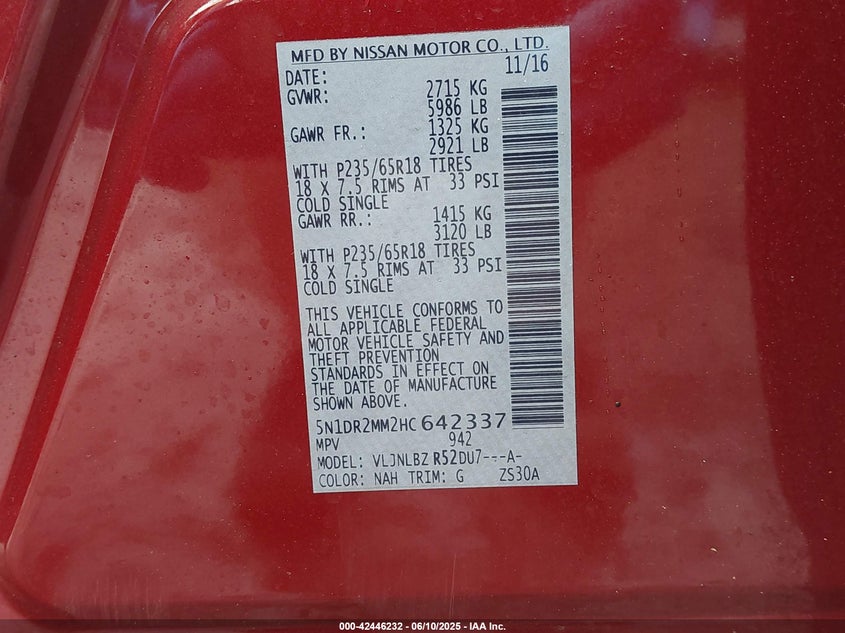 MFD BY NISSAN MOTOR CO., LTD.
DATE: 11/16
GVWR: 2715 KG
5986 LB
GAWR FR.: 1325 KG
2921 LB
WITH P235/65R18 TIRES
18 X 7.5 RIMS AT 33 PSI
COLD SINGLE
GAWR RR.: 1415 KG
3120 LB
WITH P235/65R18 TIRES
18 X 7.5 RIMS AT 33 PSI
COLD SINGLE
THIS VEHICLE CONFORMS TO
ALL APPLICABLE FEDERAL
MOTOR VEHICLE SAFETY AND
THEFT PREVENTION
STANDARDS IN EFFECT ON
THE DATE OF MANUFACTURE
SHOWN ABOVE.
5N1DR2MM2HC642337
MPV 942
MODEL: VLJNLBZ R52DU7---A-
COLOR: NAH TRIM: G ZS30A
000-42446232 - 06/10/2025 - IAA Inc.